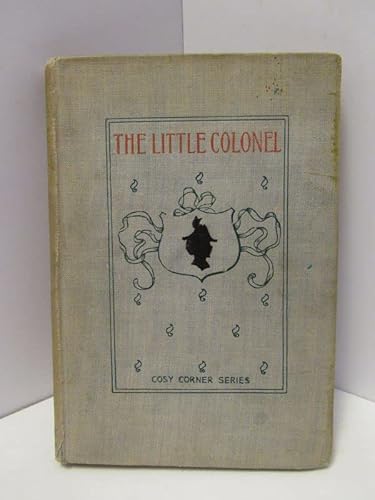 THE LITTLE COLONEL
COSY CORNER SERIES